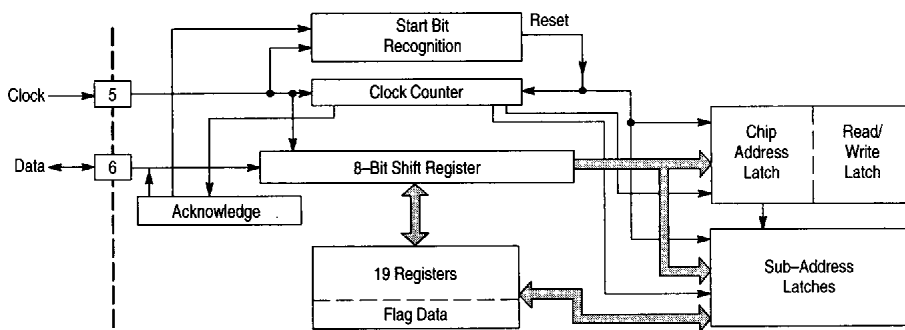 Start Bit
Recognition
Reset
Clock
5
Clock Counter
Data
6
8–Bit Shift Register
Chip
Address
Latch
Read/
Write
Latch
Acknowledge
19 Registers
Flag Data
Sub–Address
Latches